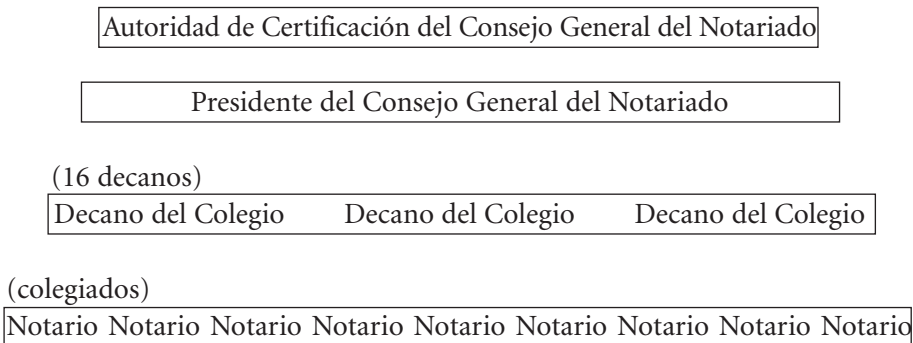 Autoridad de Certificación del Consejo General del Notariado
Presidente del Consejo General del Notariado
(16 decanos)
Decano del Colegio Decano del Colegio Decano del Colegio
(colegiados)
Notario Notario Notario Notario Notario Notario Notario Notario Notario